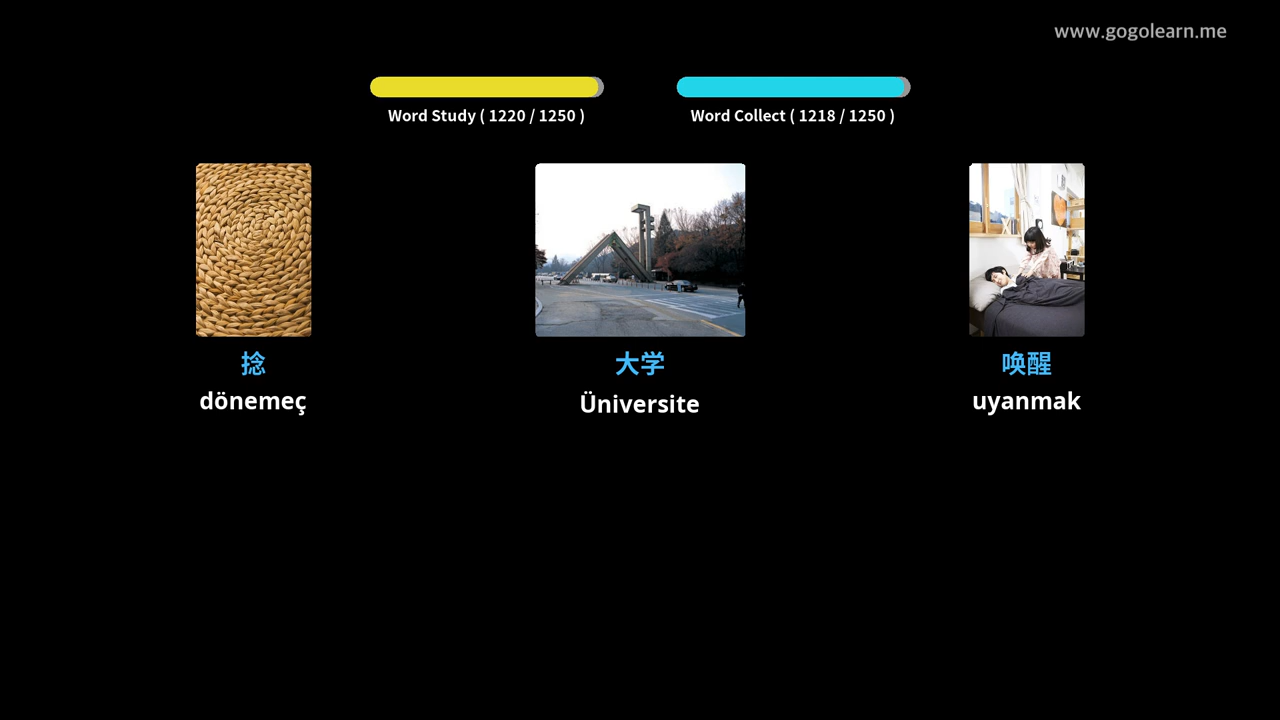 www.gogolearn.me
Word Study ( 1220 / 1250 )
Word Collect ( 1218 / 1250 )
捻
dönemeç
大学
Üniversite
唤醒
uyanmak